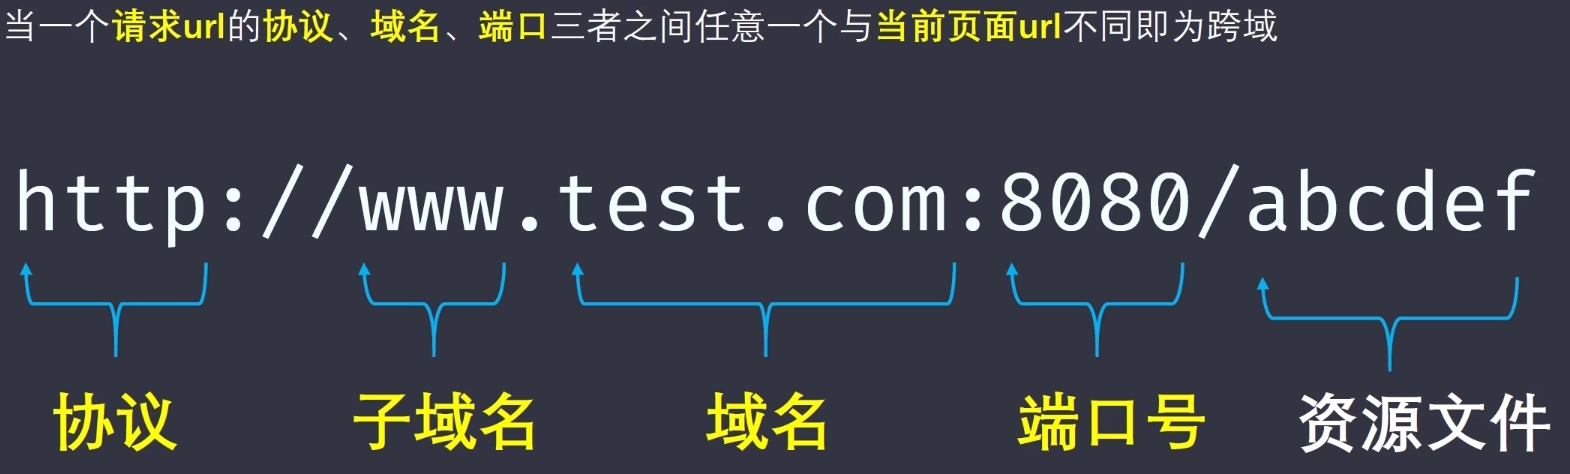 当一个请求url的协议、域名、端口三者之间任意一个与当前页面url不同即为跨域
http://www.test.com:8080/abcdef
协议 子域名 域名 端口号 资源文件